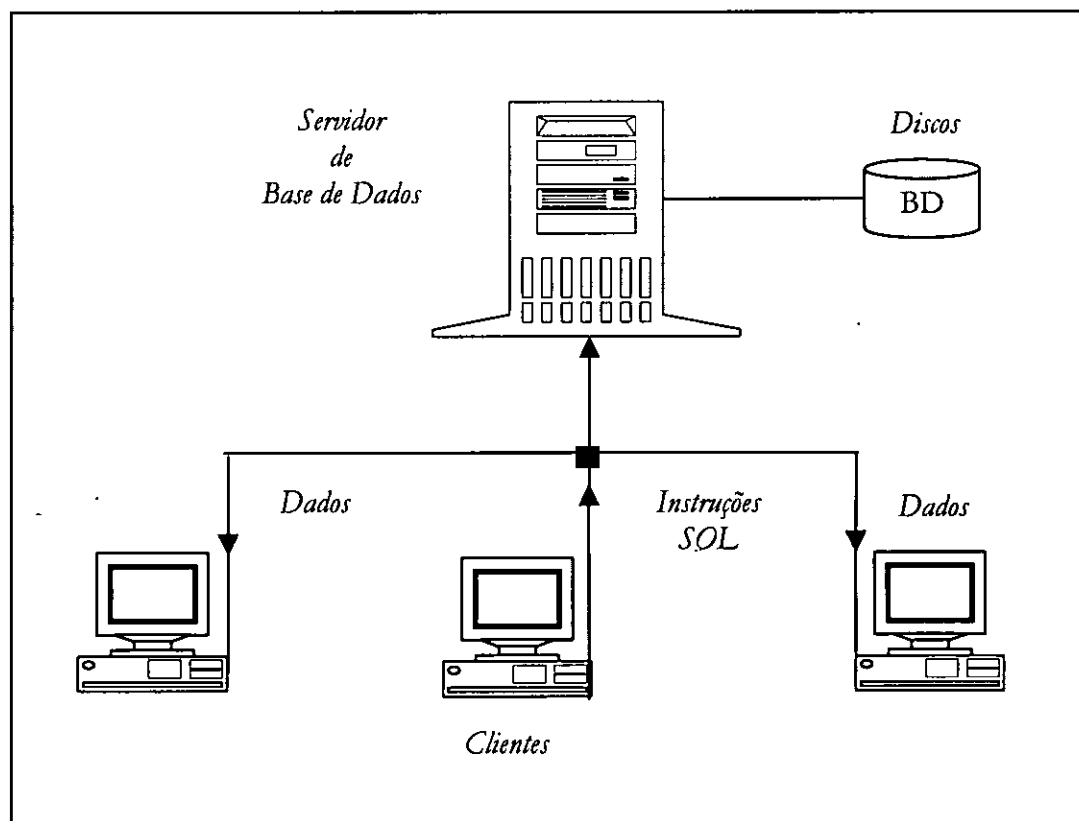 Servidor
de
Base de Dados
Discos
BD
Dados
Instruções
SQL
Dados
Clientes